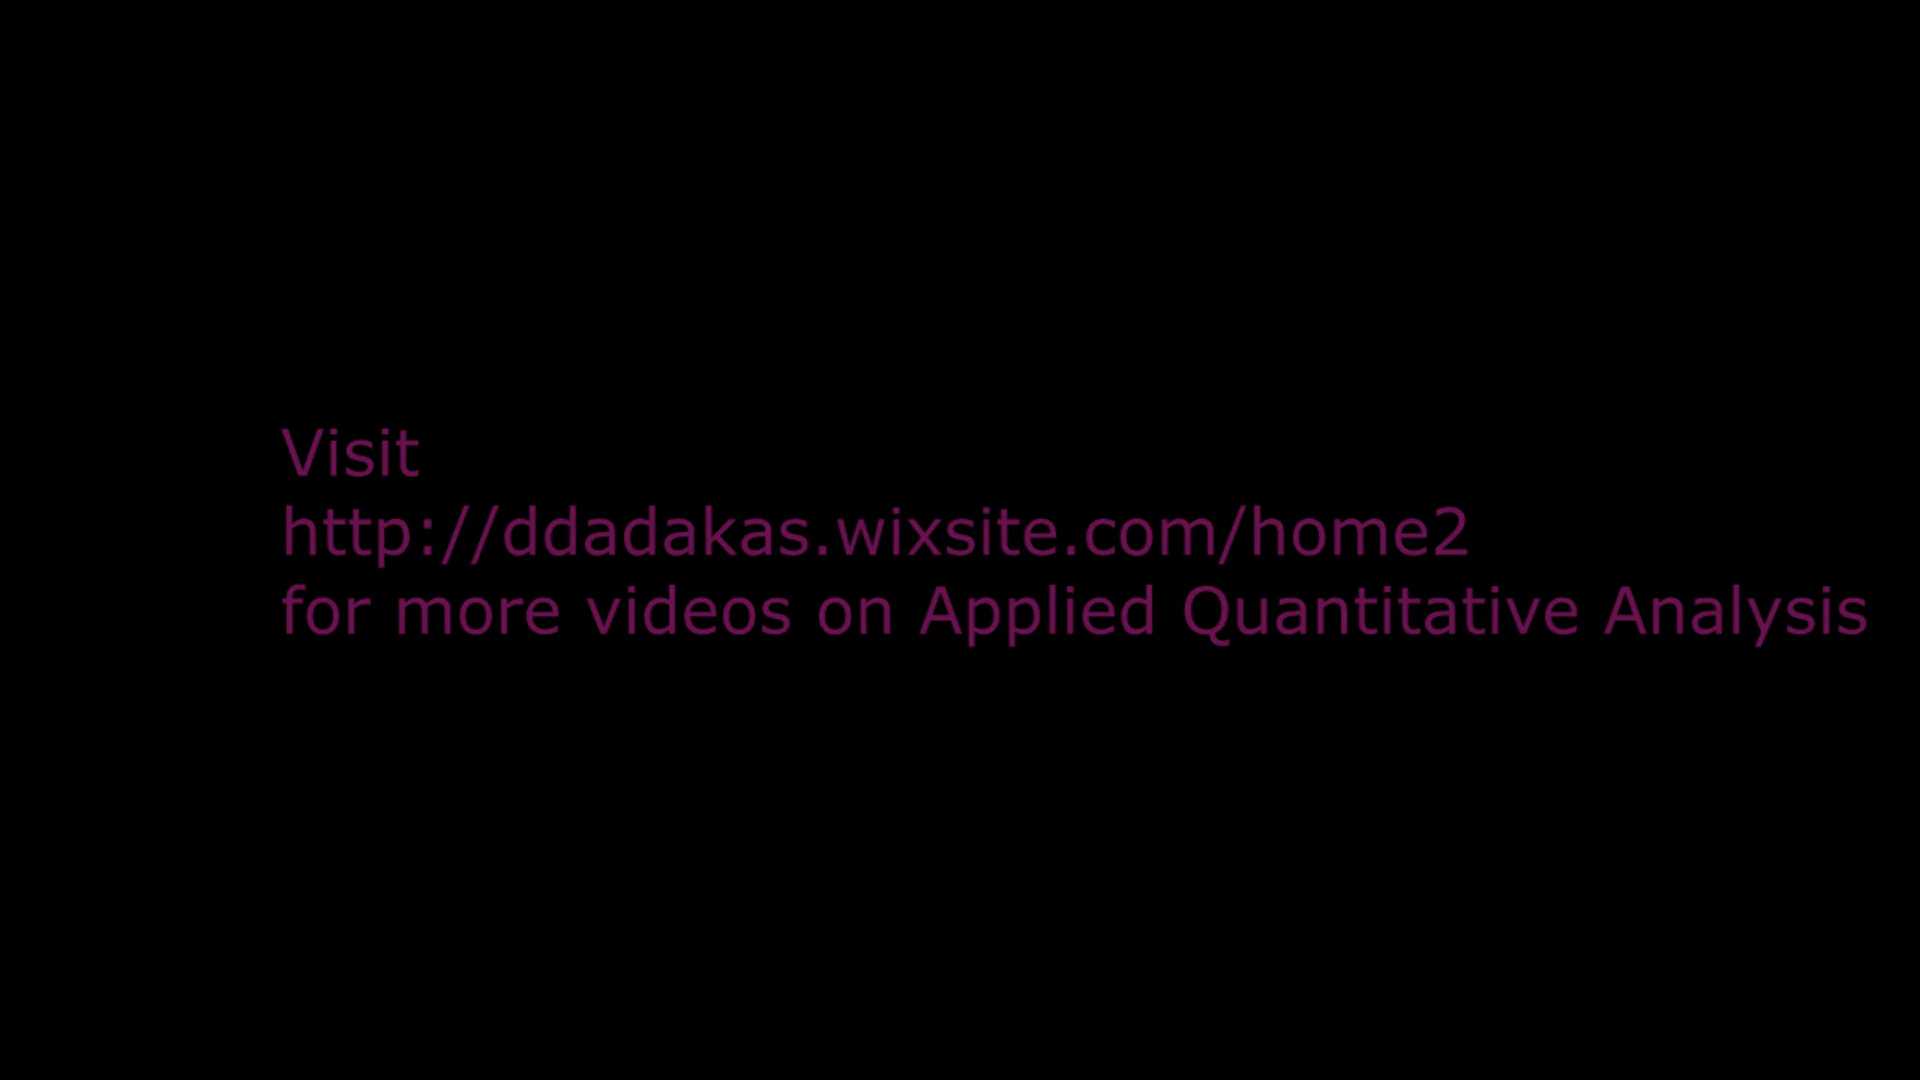 Visit
http://ddadakas.wixsite.com/home2
for more videos on Applied Quantitative Analysis